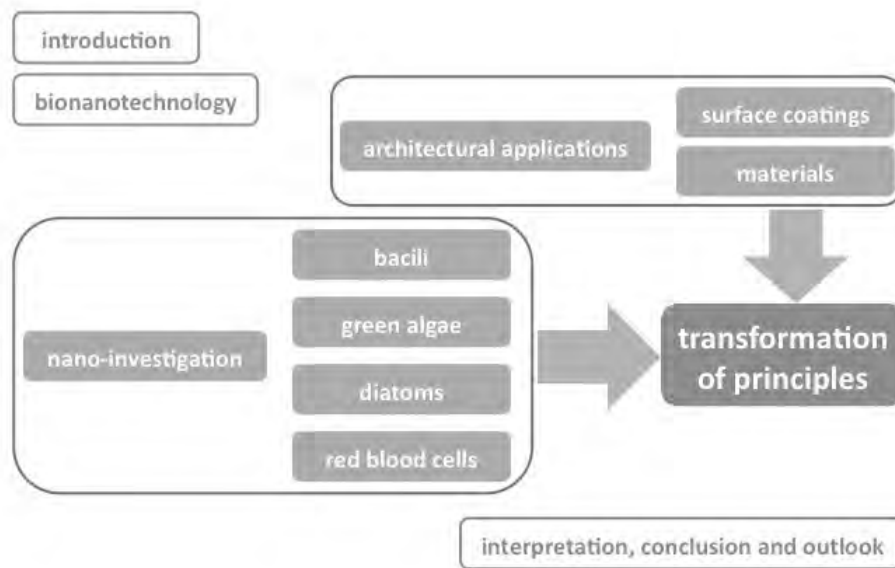 introduction
bionanotechnology
architectural applications
surface coatings
materials
nano-investigation
bacili
green algae
diatoms
red blood cells
transformation
of principles
interpretation, conclusion and outlook